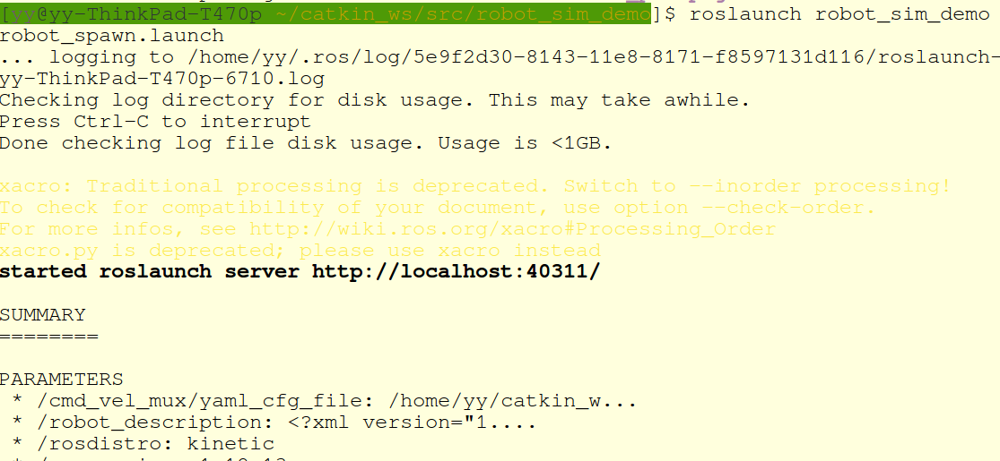 [yy@yy-ThinkPad-T470p ~/catkin_ws/src/robot_sim_demo]$ roslaunch robot_sim_demo
robot_spawn.launch
... logging to /home/yy/.ros/log/5e9f2d30-8143-11e8-8171-f8597131d116/roslaunch-
yy-ThinkPad-T470p-6710.log
Checking log directory for disk usage. This may take awhile.
Press Ctrl-C to interrupt
Done checking log file disk usage. Usage is <1GB.
xacro: Traditional processing is deprecated. Switch to --inorder processing!
To check for compatibility of your document, use option --check-order.
For more infos, see http://wiki.ros.org/xacro#Processing_Order
xacro.py is deprecated; please use xacro instead
started roslaunch server http://localhost:40311/
SUMMARY
========
PARAMETERS
* /cmd_vel_mux/yaml_cfg_file: /home/yy/catkin_w...
* /robot_description: <?xml version="1....
* /rosdistro: kinetic